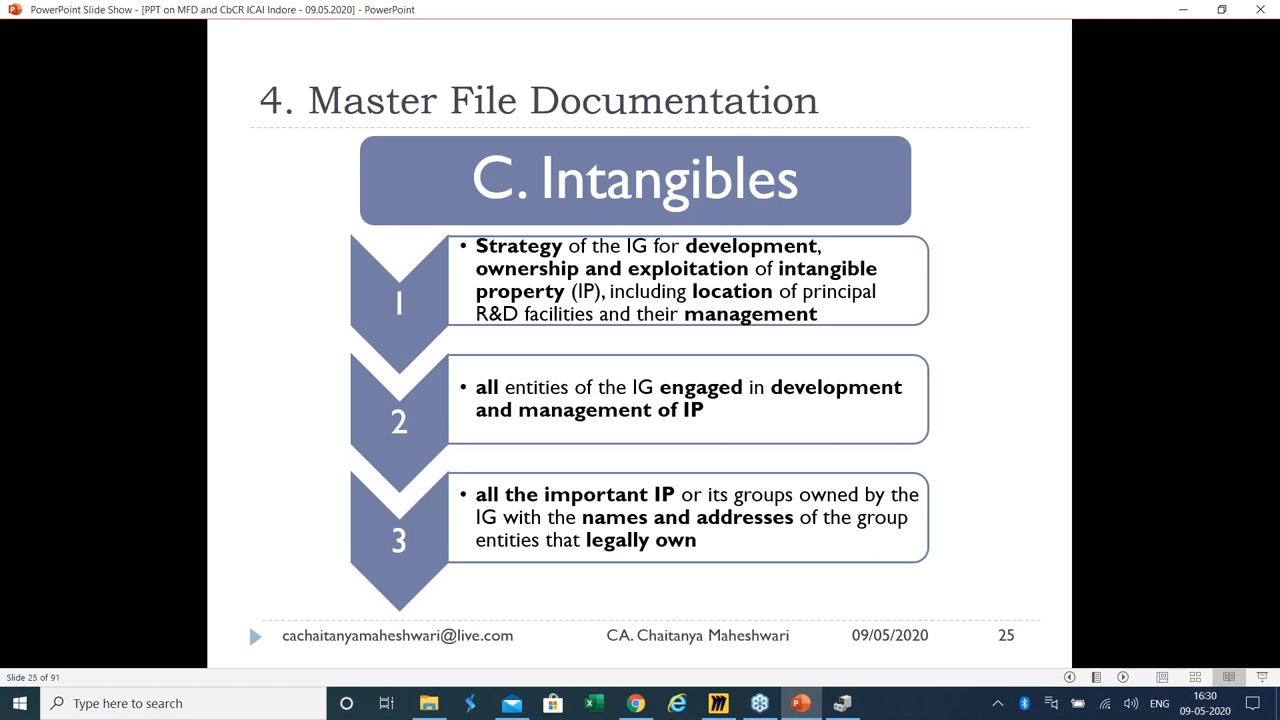 PowerPoint Slide Show - [PPT on MFD and CbCR ICAI Indore - 09.05.2020] - PowerPoint
4. Master File Documentation
C. Intangibles
1
• Strategy of the IG for development,
ownership and exploitation of intangible
property (IP), including location of principal
R&D facilities and their management
2
• all entities of the IG engaged in development
and management of IP
3
• all the important IP or its groups owned by the
IG with the names and addresses of the group
entities that legally own
cachaitanyamaheshwari@live.com CA. Chaitanya Maheshwari 09/05/2020 25
Slide 25 of 91
Type here to search
ENG
16:30
09-05-2020